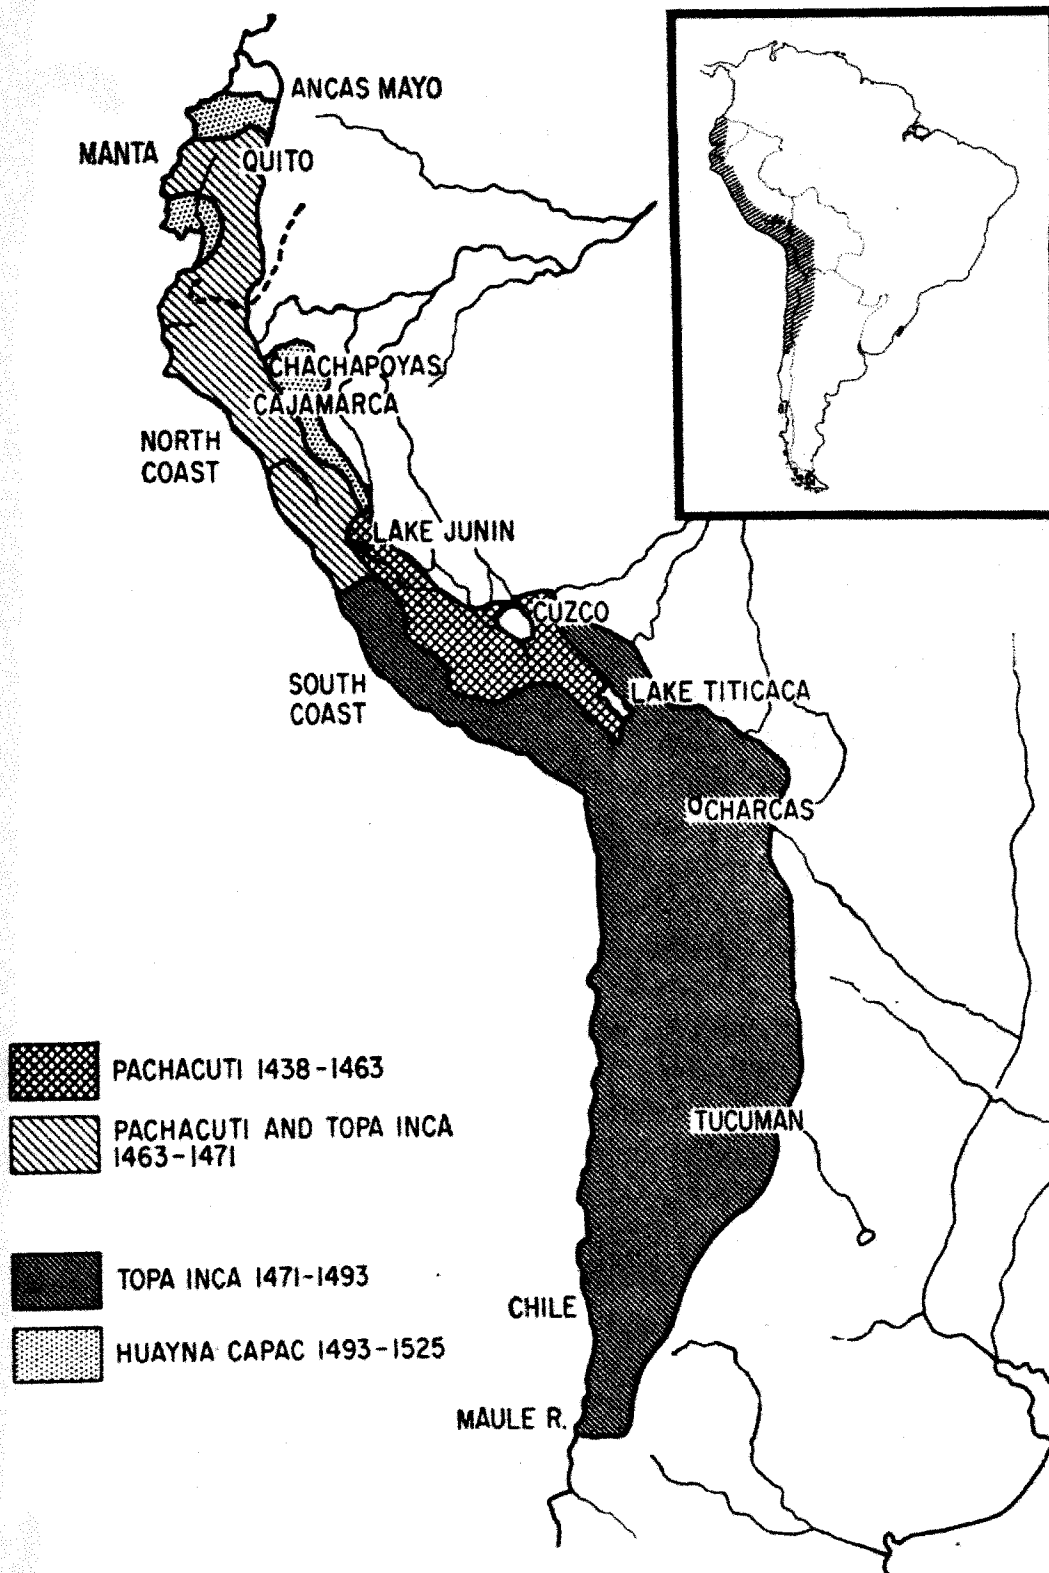 ANCAS MAYO
MANTA
QUITO
CHACHAPOYAS
CAJAMARCA
NORTH
COAST
LAKE JUNIN
CUZCO
SOUTH
COAST
LAKE TITICACA
CHARCAS
PACHACUTI 1438-1463
PACHACUTI AND TOPA INCA
1463-1471
TUCUMAN
TOPA INCA 1471-1493
CHILE
HUAYNA CAPAC 1493-1525
MAULE R.